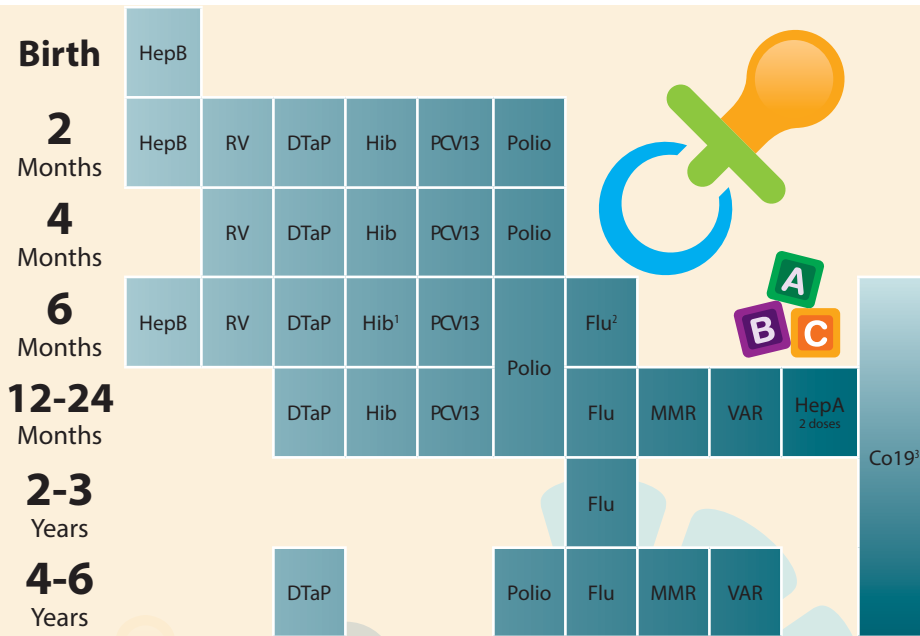 Birth
HepB
2
Months
HepB RV DTaP Hib PCV13 Polio
4
Months
RV DTaP Hib PCV13 Polio
A
B C
6
Months
HepB RV DTaP Hib¹ PCV13 Flu²
Polio
12-24
Months
DTaP Hib PCV13 Flu MMR VAR HepA
2 doses
Co19³
2-3
Years
Flu
4-6
Years
DTaP Polio Flu MMR VAR